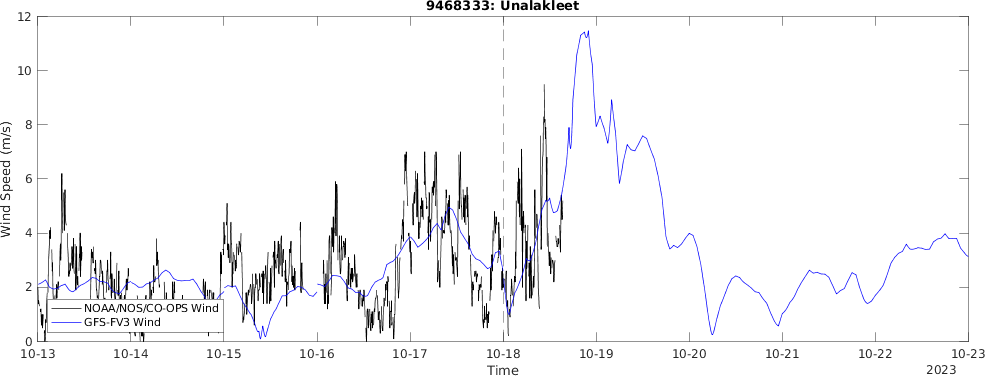 9468333: Unalakleet
12
10
8
6
4
2
0
Wind Speed (m/s)
NOAA/NOS/CO-OPS Wind
GFS-FV3 Wind
10-13 10-14 10-15 10-16 10-17 10-18 10-19 10-20 10-21 10-22 10-23
Time
2023